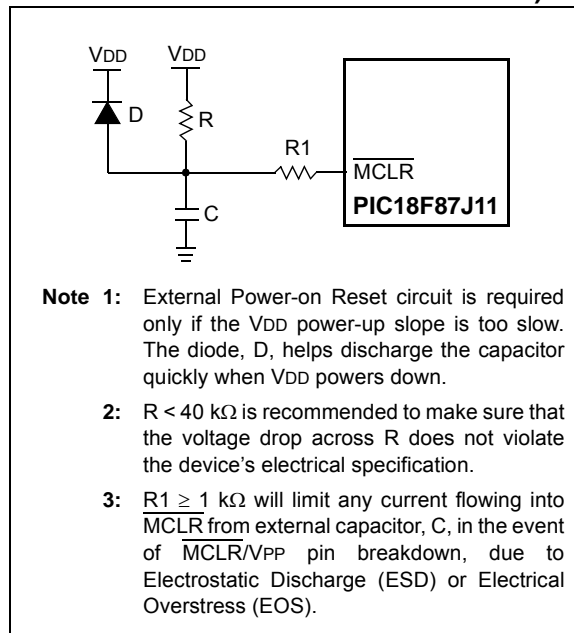 VDD VDD
D
R
R1
MCLR
PIC18F87J11
C
Note 1: External Power-on Reset circuit is required
only if the VDD power-up slope is too slow.
The diode, D, helps discharge the capacitor
quickly when VDD powers down.
2: R < 40 kΩ is recommended to make sure that
the voltage drop across R does not violate
the device’s electrical specification.
3: R1 ≥ 1 kΩ will limit any current flowing into
MCLR from external capacitor, C, in the event
of MCLR/VPP pin breakdown, due to
Electrostatic Discharge (ESD) or Electrical
Overstress (EOS).